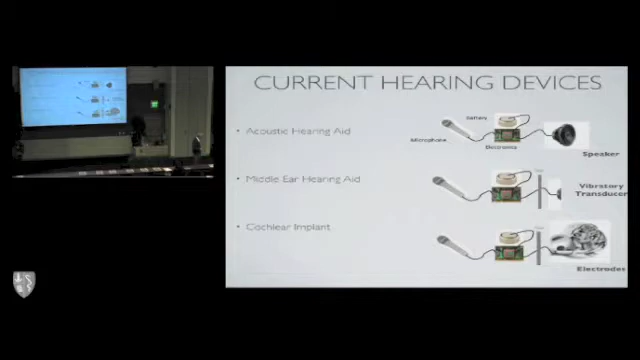 CURRENT HEARING DEVICES
• Acoustic Hearing Aid
Battery
Microphone
Electronics
Speaker
• Middle Ear Hearing Aid
Vibratory
Transducer
• Cochlear Implant
Electrodes